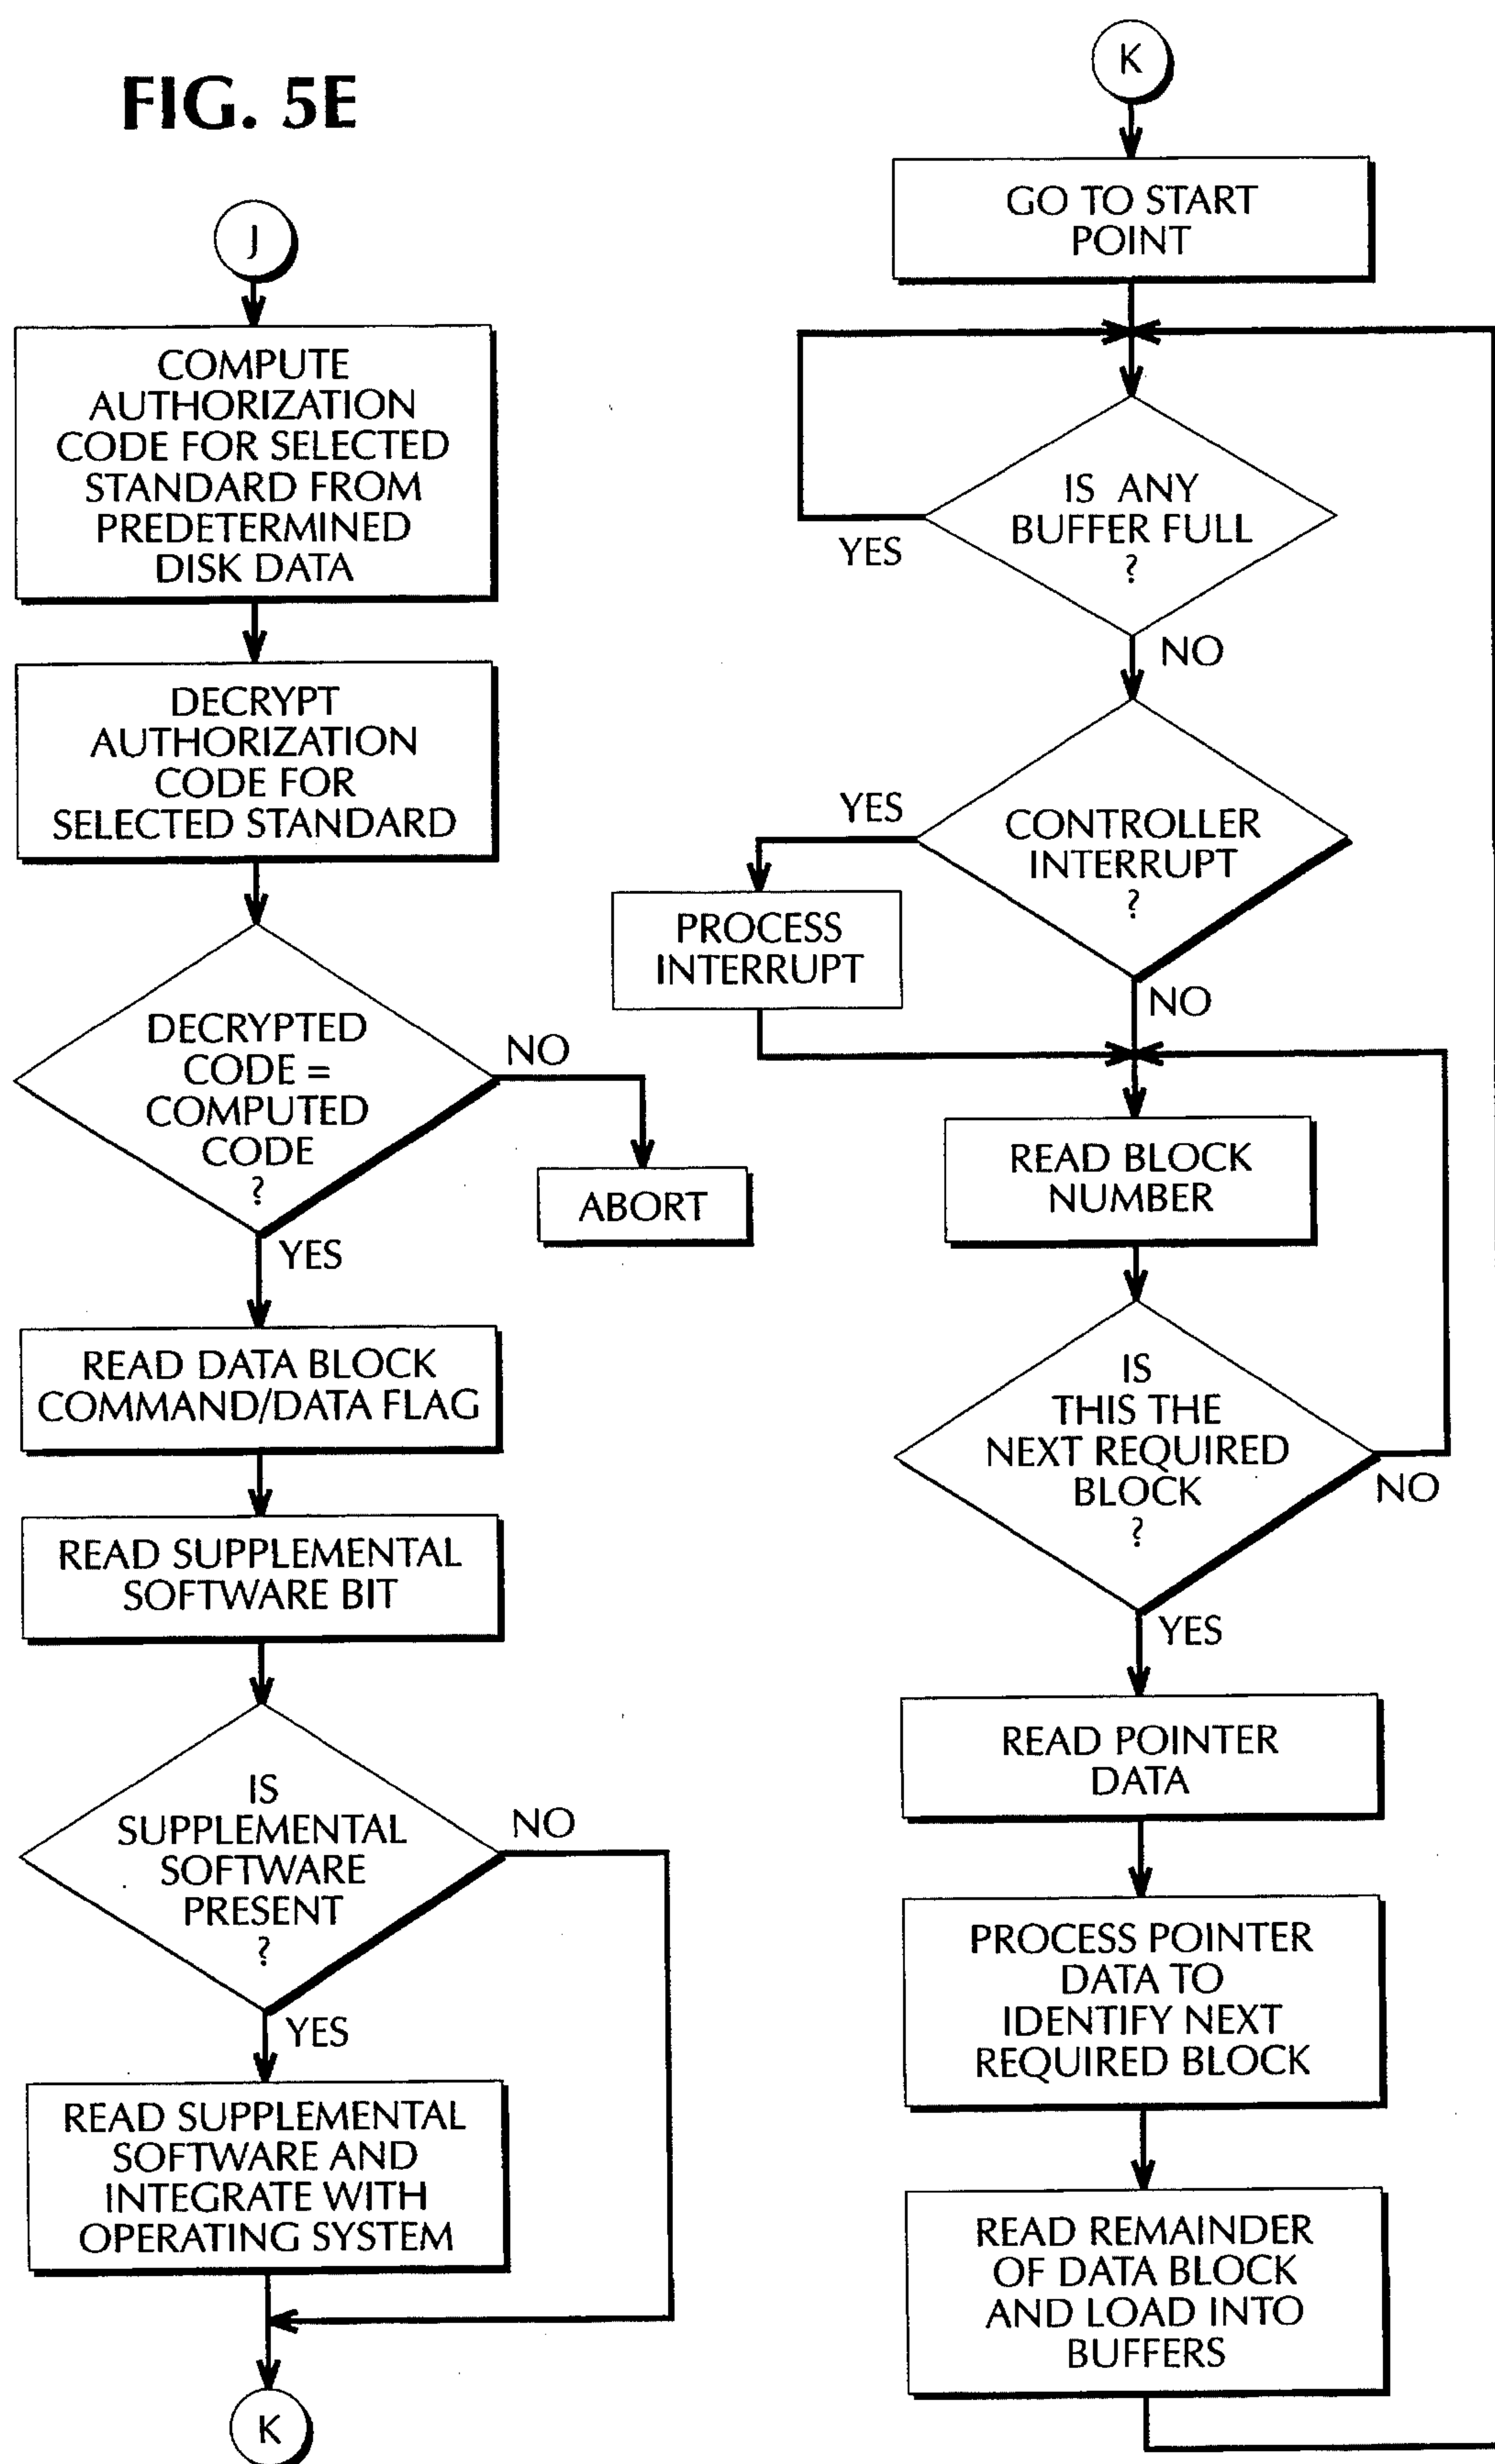 FIG. 5E
J
COMPUTE
AUTHORIZATION
CODE FOR SELECTED
STANDARD FROM
PREDETERMINED
DISK DATA
DECRYPT
AUTHORIZATION
CODE FOR
SELECTED STANDARD
DECRYPTED
CODE =
COMPUTED
CODE
?
NO
ABORT
YES
READ DATA BLOCK
COMMAND/DATA FLAG
READ SUPPLEMENTAL
SOFTWARE BIT
IS
SUPPLEMENTAL
SOFTWARE
PRESENT
?
NO
YES
READ SUPPLEMENTAL
SOFTWARE AND
INTEGRATE WITH
OPERATING SYSTEM
K
K
GO TO START
POINT
IS ANY
BUFFER FULL
?
YES
NO
CONTROLLER
INTERRUPT
?
YES
PROCESS
INTERRUPT
NO
READ BLOCK
NUMBER
IS
THIS THE
NEXT REQUIRED
BLOCK
?
NO
YES
READ POINTER
DATA
PROCESS POINTER
DATA TO
IDENTIFY NEXT
REQUIRED BLOCK
READ REMAINDER
OF DATA BLOCK
AND LOAD INTO
BUFFERS